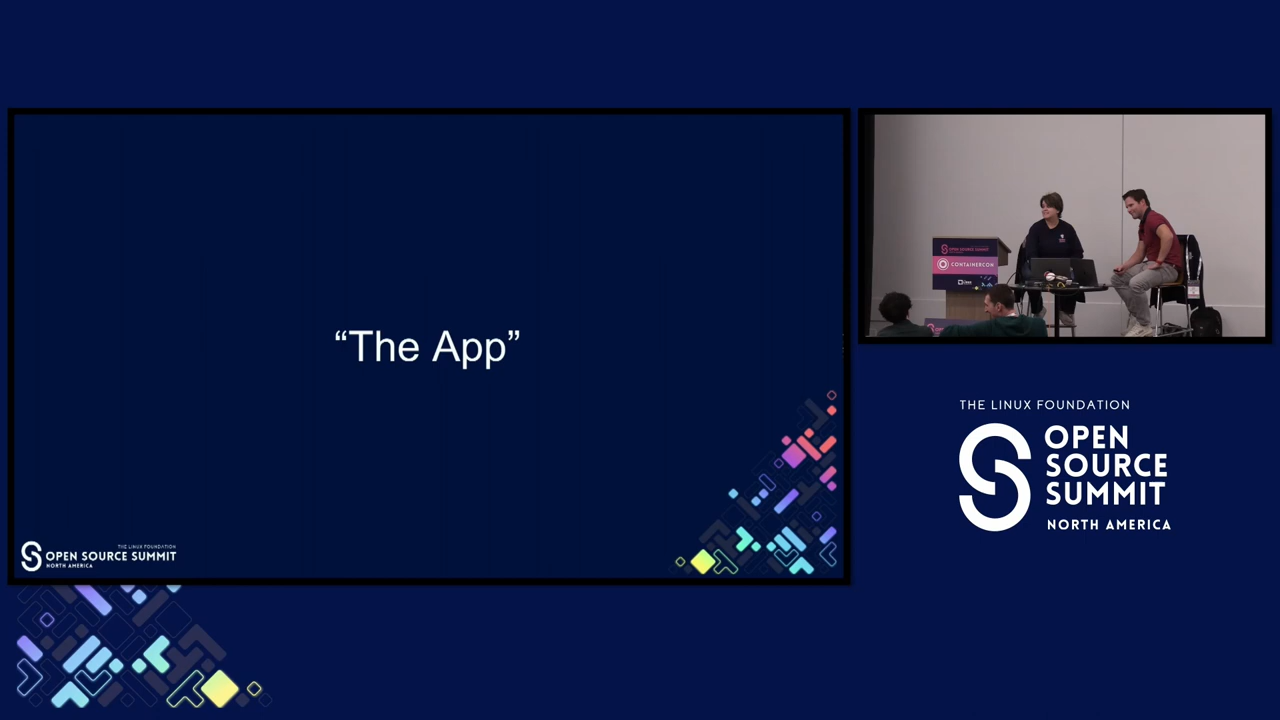 “The App”
THE LINUX FOUNDATION
OPEN SOURCE SUMMIT
NORTH AMERICA
OPEN SOURCE SUMMIT
CONTAINERCON
THE LINUX FOUNDATION
OPEN
SOURCE
SUMMIT
NORTH AMERICA